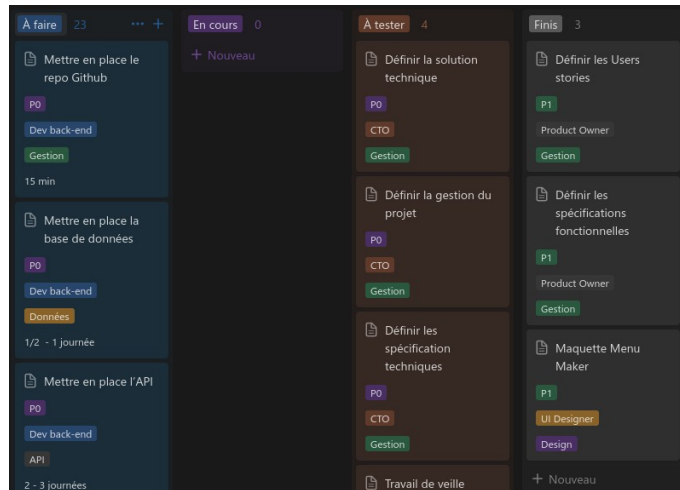 À faire 23 ... +
Mettre en place le
repo Github
P0
Dev back-end
Gestion
15 min
Mettre en place la
base de données
P0
Dev back-end
Données
1/2 - 1 journée
Mettre en place l'API
P0
Dev back-end
API
2 - 3 journées
En cours 0
+ Nouveau
À tester 4
Définir la solution
technique
P0
CTO
Gestion
Définir la gestion du
projet
P0
CTO
Gestion
Définir les
spécification
techniques
P0
CTO
Gestion
Travail de veille
Finis 3
Définir les Users
stories
P1
Product Owner
Gestion
Définir les
spécifications
fonctionnelles
P1
Product Owner
Gestion
Maquette Menu
Maker
P1
UI Designer
Design
+ Nouveau